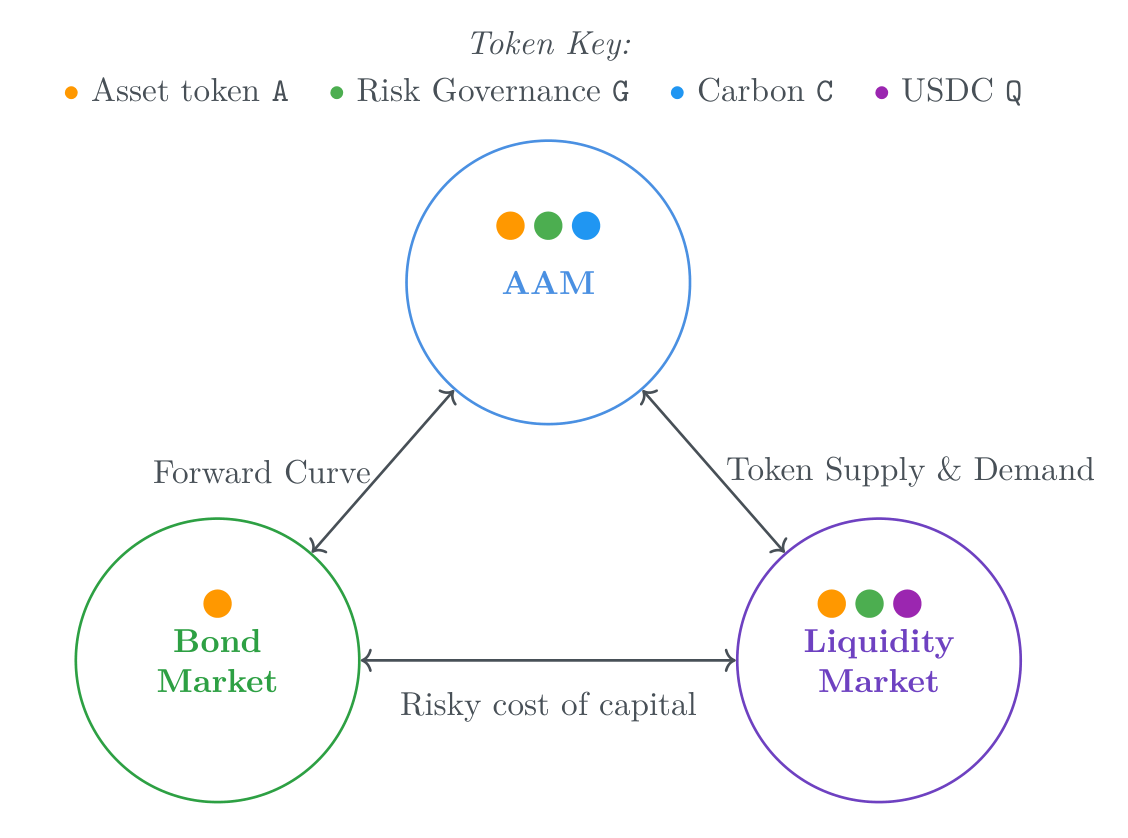 Token Key:
Asset token A Risk Governance G Carbon C USDC Q
AAM
Forward Curve
Token Supply & Demand
Bond
Market
Liquidity
Market
Risky cost of capital